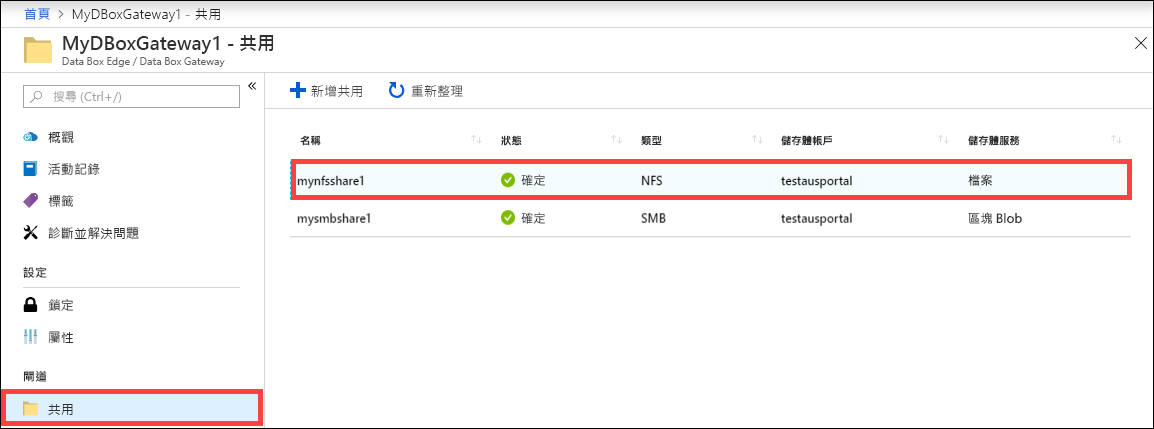 首頁 > MyDBoxGateway1 - 共用
MyDBoxGateway1 - 共用
Data Box Edge / Data Box Gateway
搜尋 (Ctrl+/)
概觀
活動記錄
標籤
診斷並解決問題
設定
鎖定
屬性
閘道
共用
新增共用 重新整理
名稱 狀態 類型 儲存體帳戶 儲存體服務
mynfsshare1 確定 NFS testausportal 檔案
mysmbshare1 確定 SMB testausportal 區塊 Blob